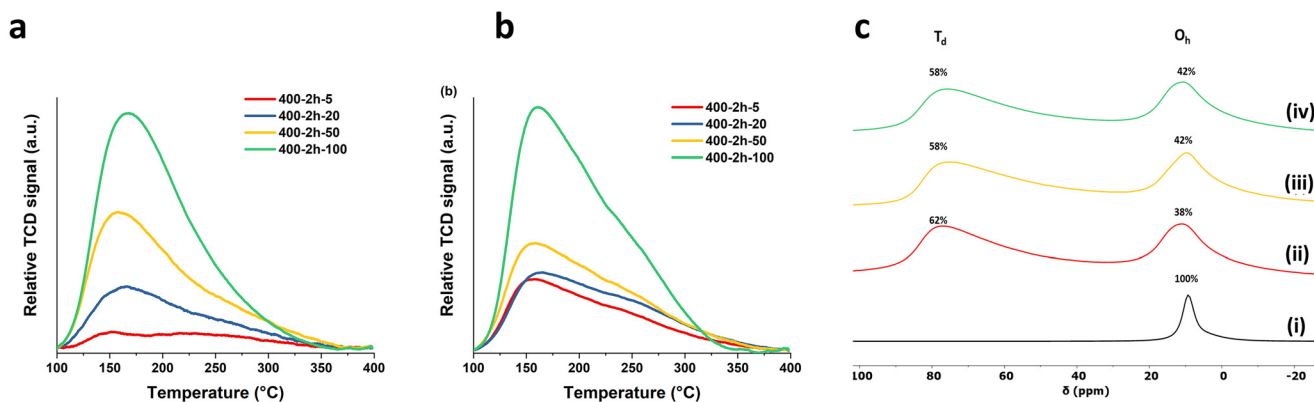 a
Relative TCD signal (a.u.)
400-2h-5
400-2h-20
400-2h-50
400-2h-100
100 150 200 250 300 350 400
Temperature (°C)
b
(b)
Relative TCD signal (a.u.)
400-2h-5
400-2h-20
400-2h-50
400-2h-100
100 150 200 250 300 350 400
Temperature (°C)
c
Td Oh
58% 42%
(iv)
58% 42%
(iii)
62% 38%
(ii)
100%
(i)
100 80 60 40 20 0 -20
δ (ppm)